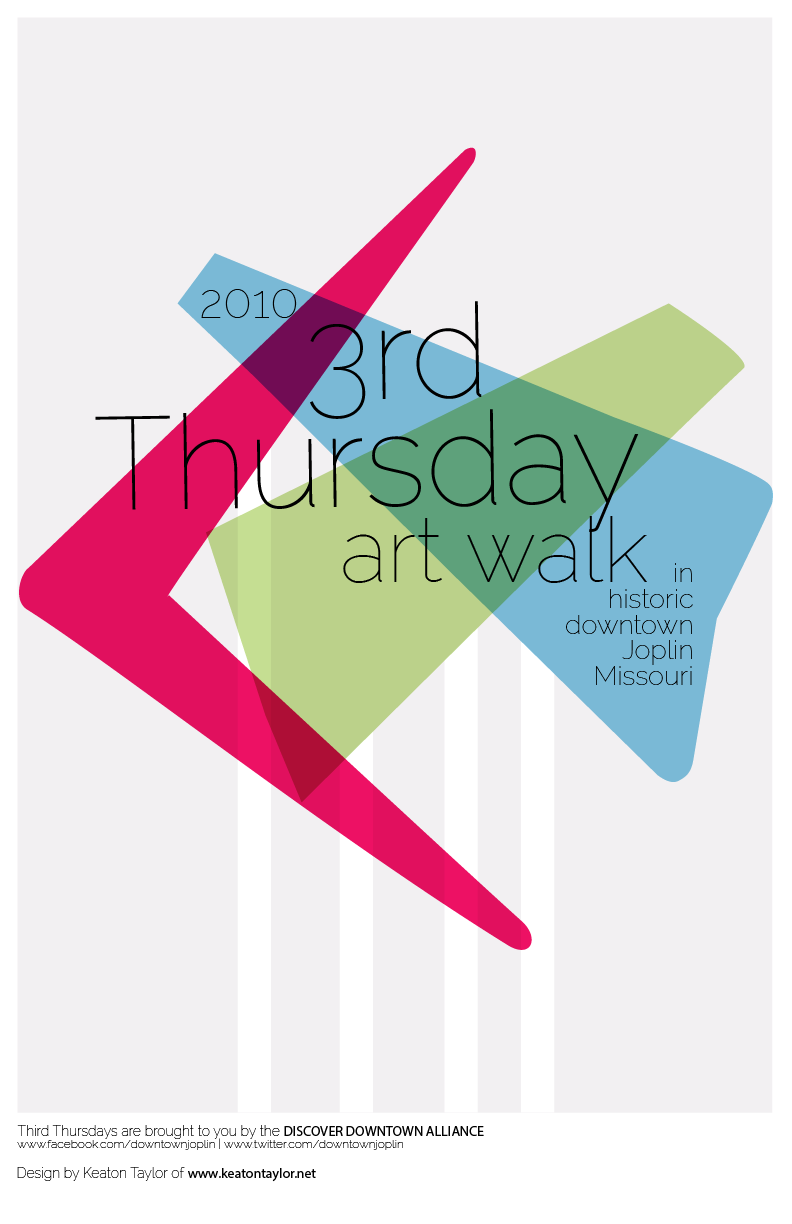 2010
3rd
Thursday
art walk in
historic
downtown
Joplin
Missouri
Third Thursdays are brought to you by the DISCOVER DOWNTOWN ALLIANCE
www.facebook.com/downtownjoplin | www.twitter.com/downtownjoplin
Design by Keaton Taylor of www.keatontaylor.net